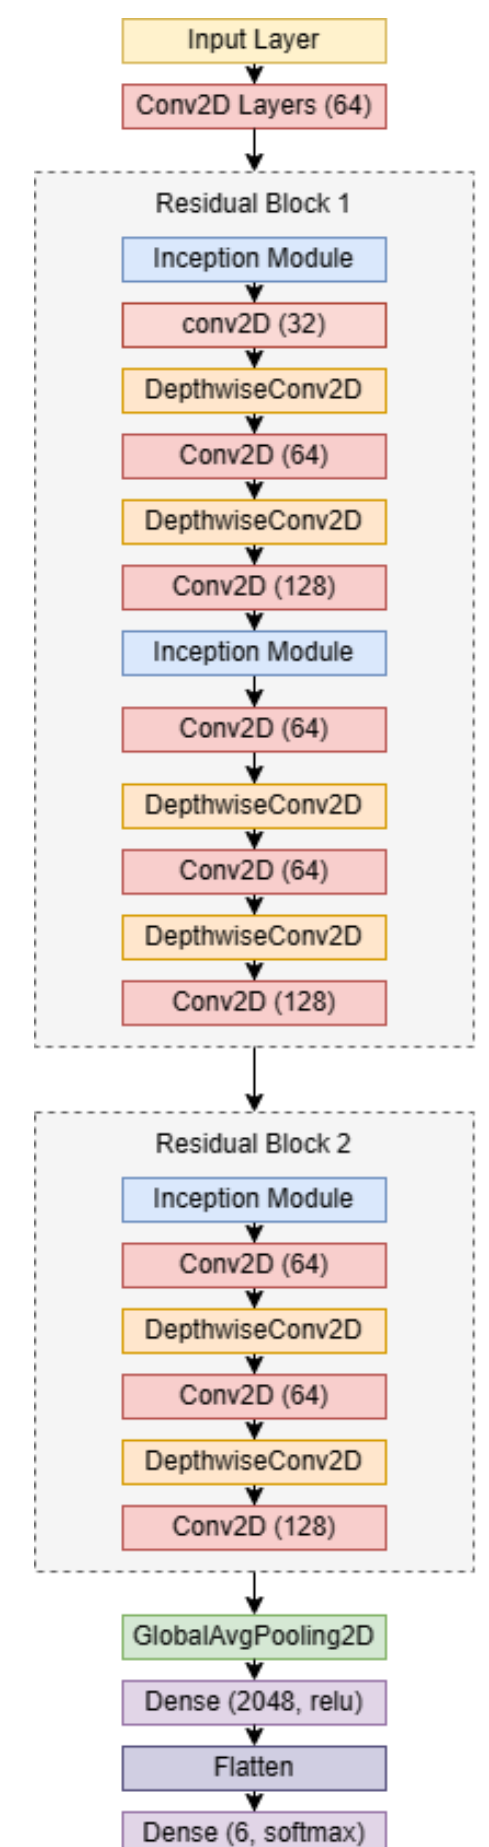 Input Layer
Conv2D Layers (64)
Residual Block 1
Inception Module
conv2D (32)
DepthwiseConv2D
Conv2D (64)
DepthwiseConv2D
Conv2D (128)
Inception Module
Conv2D (64)
DepthwiseConv2D
Conv2D (64)
DepthwiseConv2D
Conv2D (128)
Residual Block 2
Inception Module
Conv2D (64)
DepthwiseConv2D
Conv2D (64)
DepthwiseConv2D
Conv2D (128)
GlobalAvgPooling2D
Dense (2048, relu)
Flatten
Dense (6, softmax)